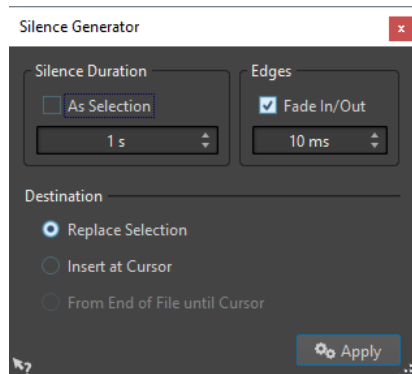 Silence Generator
x
Silence Duration
Edges
As Selection
Fade In/Out
1 s
10 ms
Destination
Replace Selection
Insert at Cursor
From End of File until Cursor
Apply
?